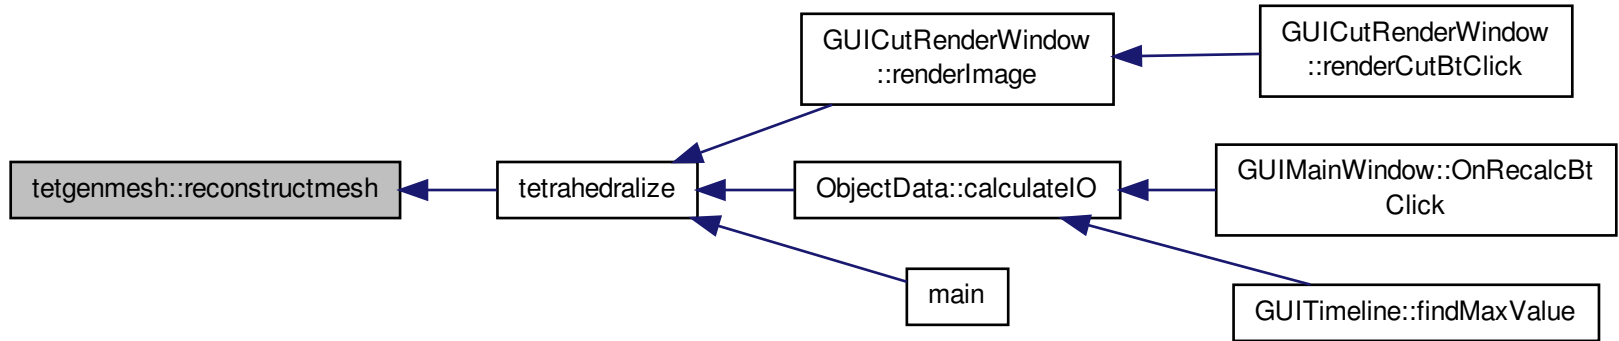 GUICutRenderWindow
::renderImage
GUICutRenderWindow
::renderCutBtClick
tetgenmesh::reconstructmesh
tetrahedralize
ObjectData::calculateIO
GUIMainWindow::OnRecalcBt
Click
main
GUITimeline::findMaxValue